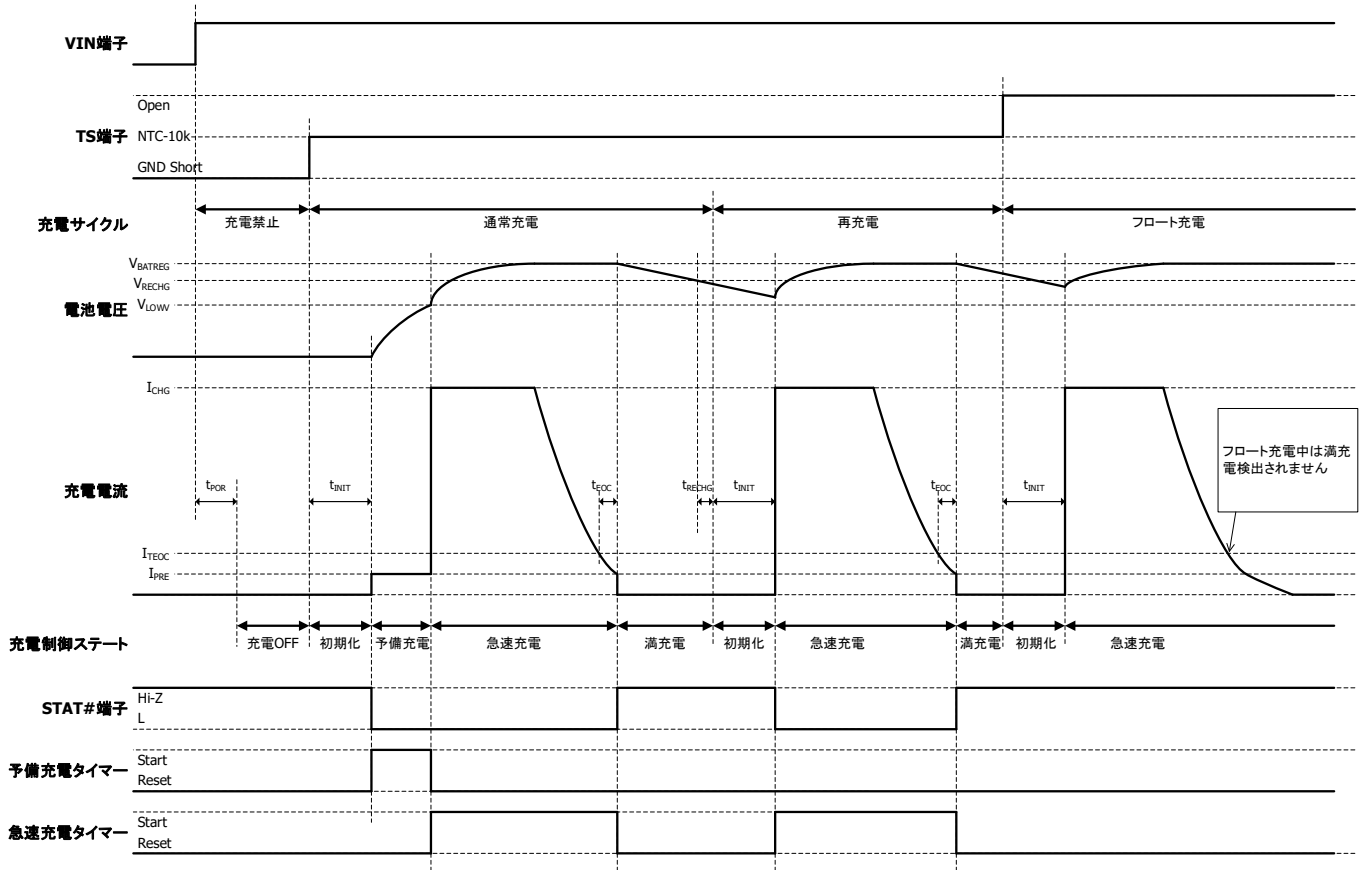 VIN端子
Open
TS端子
NTC-10k
GND Short
充電サイクル
充電禁止
通常充電
再充電
フロート充電
VBATREG
VRECHG
電池電圧
VLOWV
ICHG
フロート充電中は満充
電検出されません
充電電流
tPOR
tINIT
tEOC
tRECHG
tINIT
tEOC
tINIT
ITEOC
IPRE
充電制御ステート
充電OFF
初期化
予備充電
急速充電
満充電
初期化
急速充電
満充電
初期化
急速充電
STAT#端子
Hi-Z
L
予備充電タイマー
Start
Reset
急速充電タイマー
Start
Reset